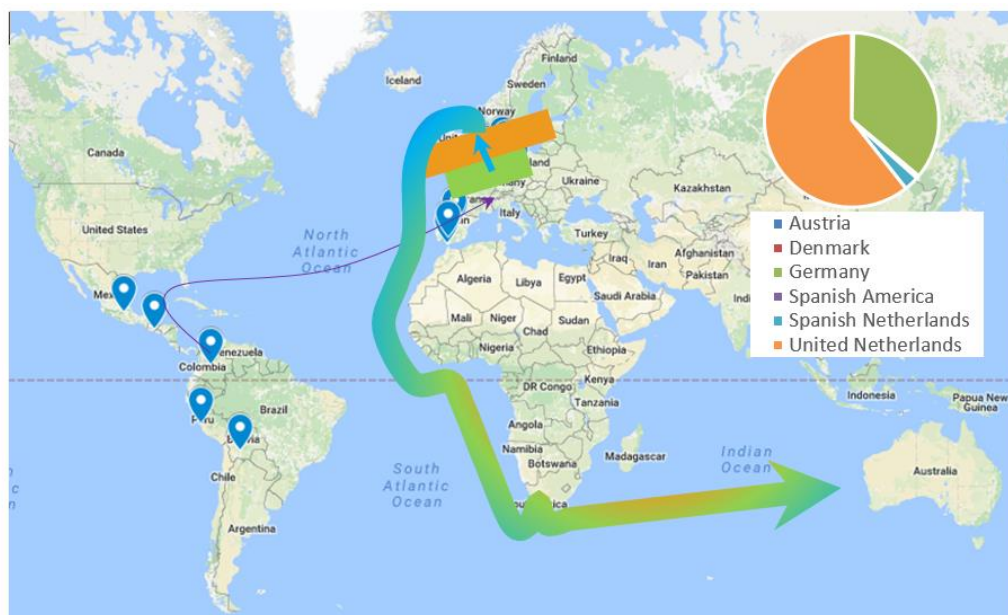 Iceland
Finland
Sweden
Norway
Canada
Ukraine
Kazakhstan
United States
Italy
Turkey
North
Atlantic
Ocean
Iraq
Iran
Afghanistan
Pakistan
Algeria
Libya
Egypt
Saudi Arabia
Mali
Niger
Sudan
Chad
Nigeria
Ethiopia
Colombia
DR Congo
Kenya
Tanzania
Indonesia
Papua New
Guinea
Brazil
Angola
Namibia
Botswana
Madagascar
Indian
Ocean
Australia
South
Atlantic
Ocean
Chile
Argentina
Austria
Denmark
Germany
Spanish America
Spanish Netherlands
United Netherlands